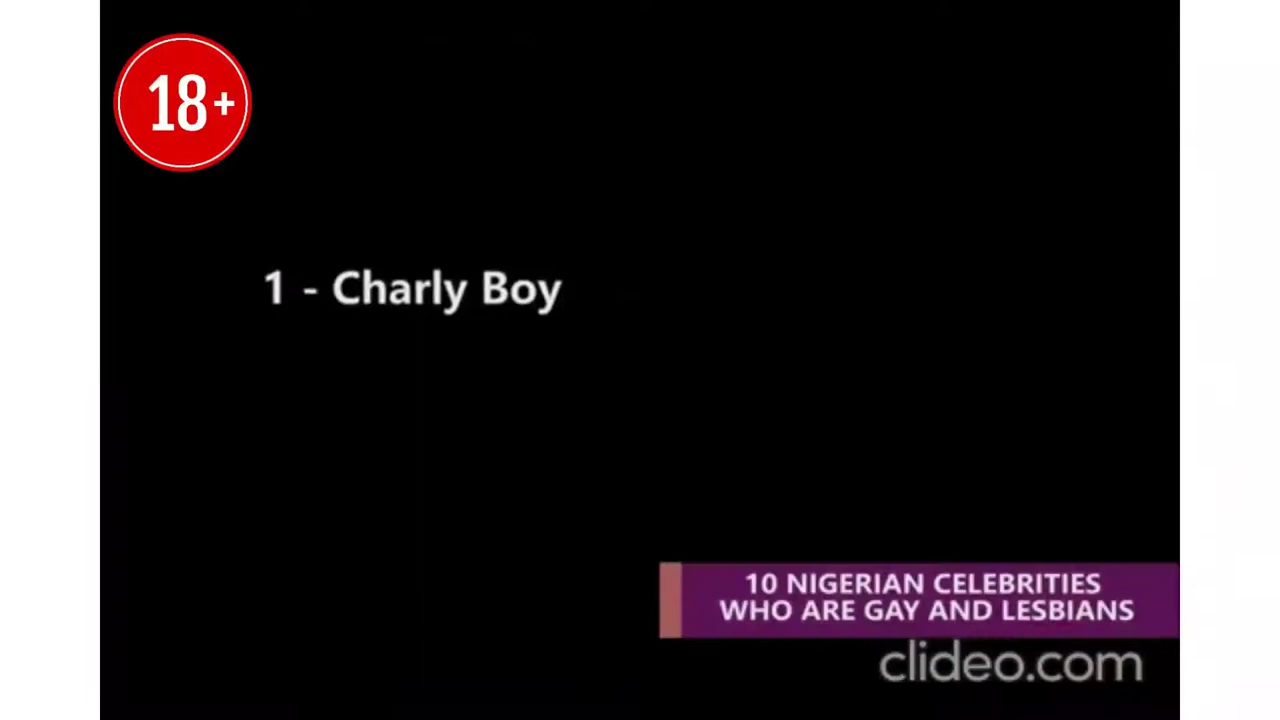 18+
1 - Charly Boy
10 NIGERIAN CELEBRITIES
WHO ARE GAY AND LESBIANS
clideo.com